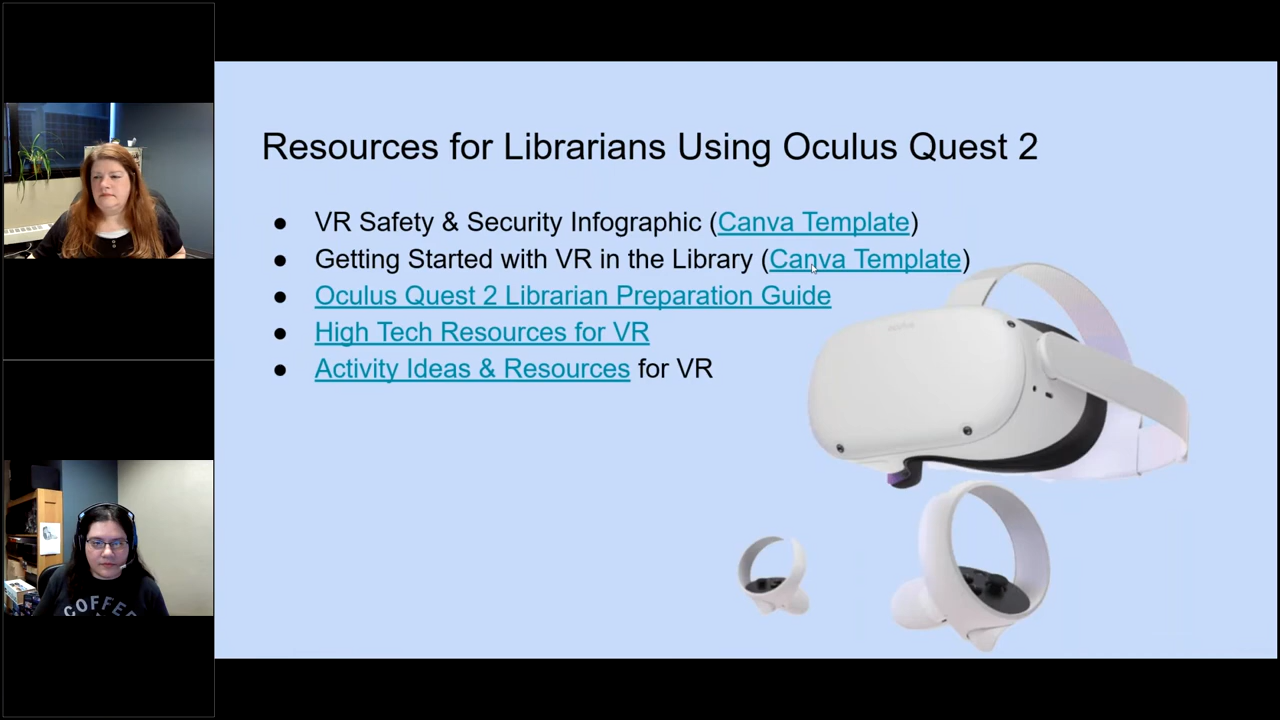 Resources for Librarians Using Oculus Quest 2
● VR Safety & Security Infographic (Canva Template)
● Getting Started with VR in the Library (Canva Template)
● Oculus Quest 2 Librarian Preparation Guide
● High Tech Resources for VR
● Activity Ideas & Resources for VR
oculus
COFFEE